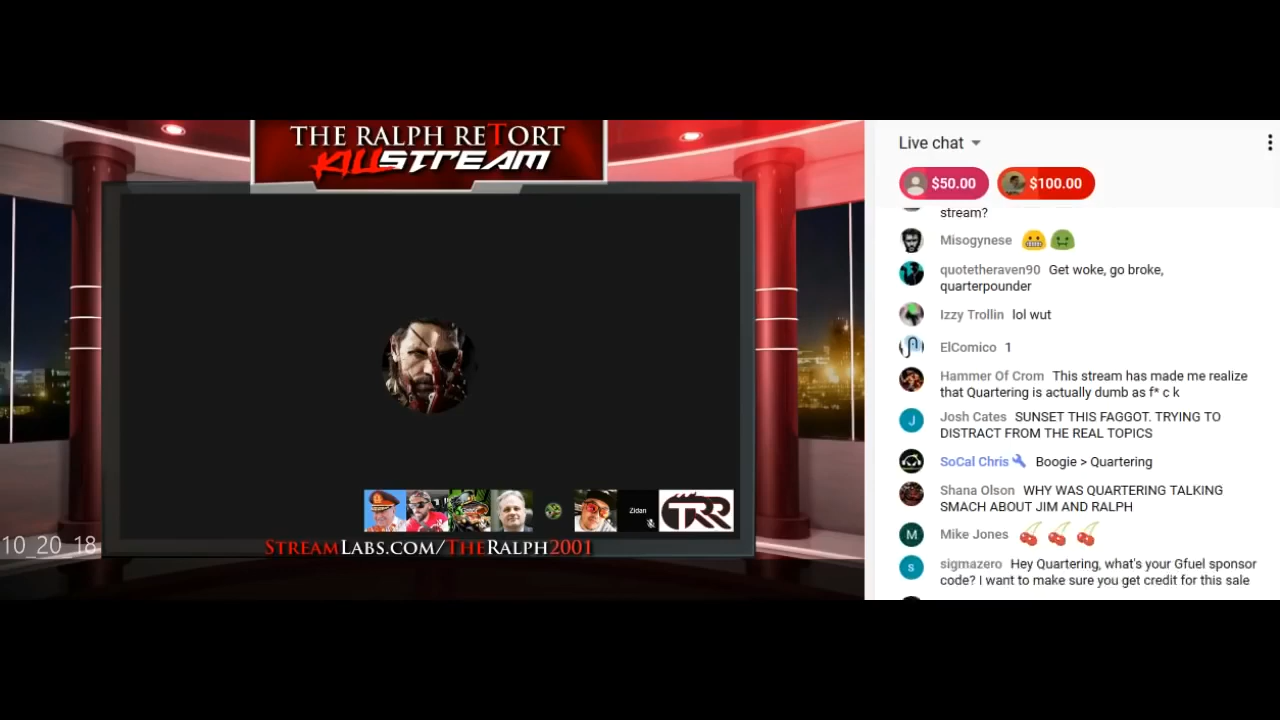 THE RALPH RETORT
KILLSTREAM
Zidan
TRR
10 20 18
STREAMLABS.COM/THERALPH2001
Live chat
$50.00 $100.00
stream?
Misogynese
quotetheraven90 Get woke, go broke,
quarterpounder
Izzy Trollin lol wut
ElComico 1
Hammer Of Crom This stream has made me realize
that Quartering is actually dumb as f* c k
J Josh Cates SUNSET THIS FAGGOT. TRYING TO
DISTRACT FROM THE REAL TOPICS
SoCal Chris Boogie > Quartering
Shana Olson WHY WAS QUARTERING TALKING
SMACH ABOUT JIM AND RALPH
M Mike Jones
s sigmazero Hey Quartering, what's your Gfuel sponsor
code? I want to make sure you get credit for this sale